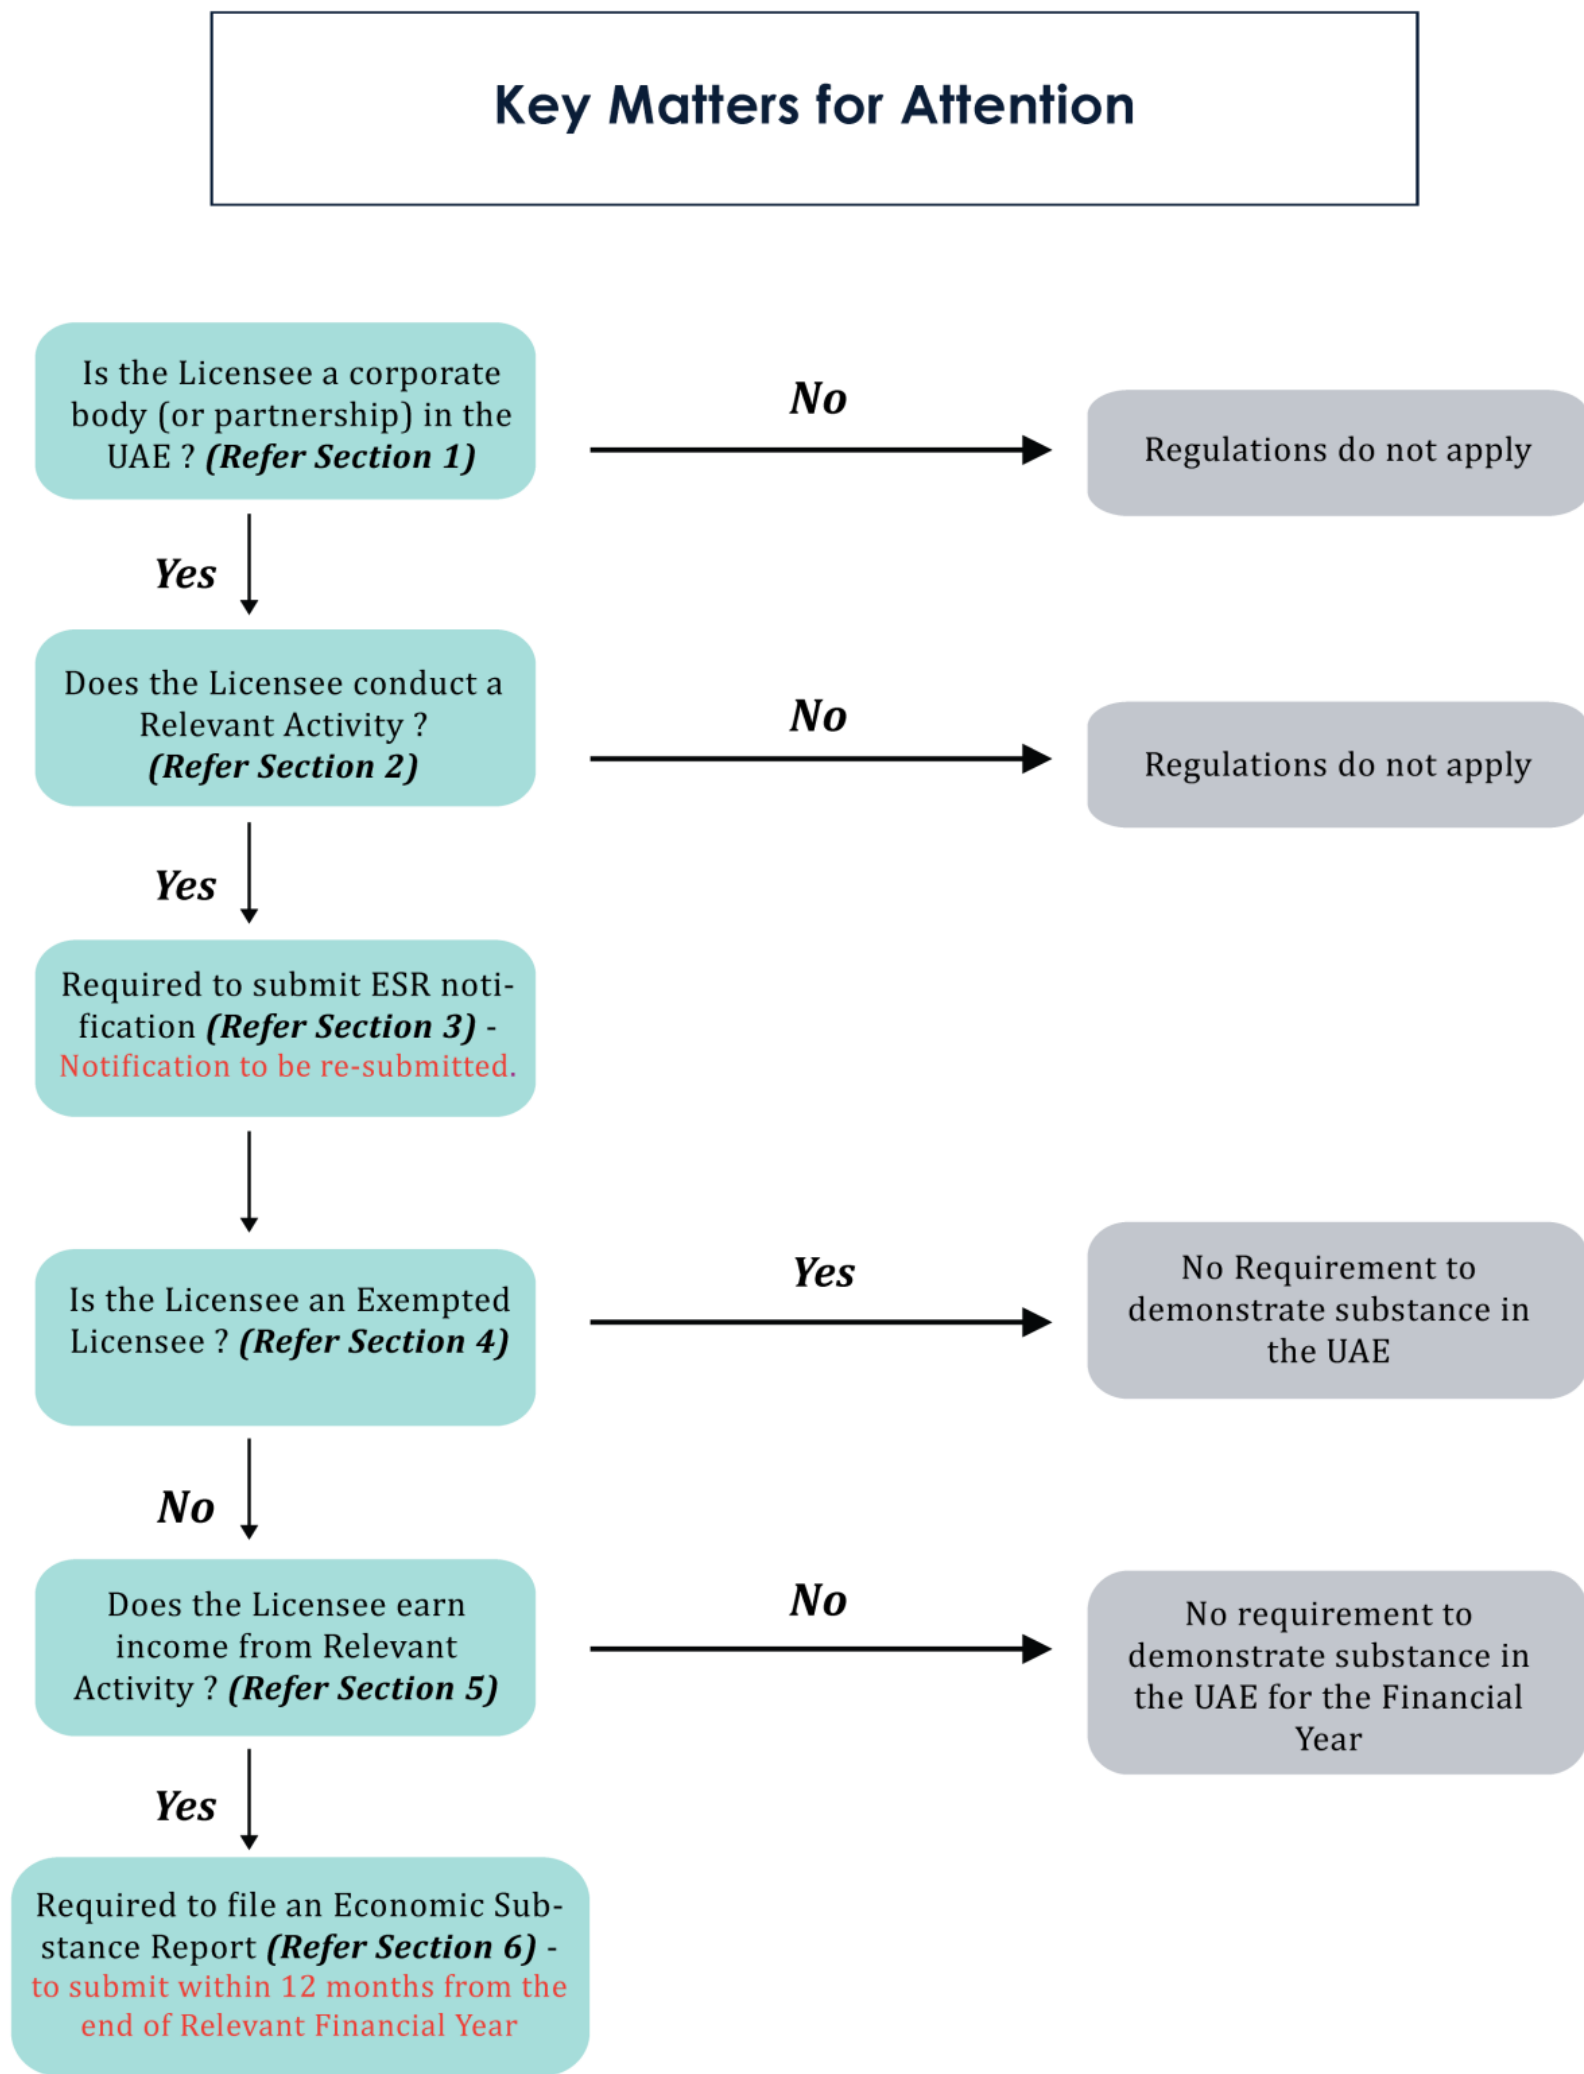 Key Matters for Attention
Is the Licensee a corporate
body (or partnership) in the
UAE ? (Refer Section 1)
No
Regulations do not apply
Yes
Does the Licensee conduct a
Relevant Activity ?
(Refer Section 2)
No
Regulations do not apply
Yes
Required to submit ESR noti-
fication (Refer Section 3) -
Notification to be re-submitted.
Is the Licensee an Exempted
Licensee ? (Refer Section 4)
Yes
No Requirement to
demonstrate substance in
the UAE
No
Does the Licensee earn
income from Relevant
Activity ? (Refer Section 5)
No
No requirement to
demonstrate substance in
the UAE for the Financial
Year
Yes
Required to file an Economic Sub-
stance Report (Refer Section 6) -
to submit within 12 months from the
end of Relevant Financial Year